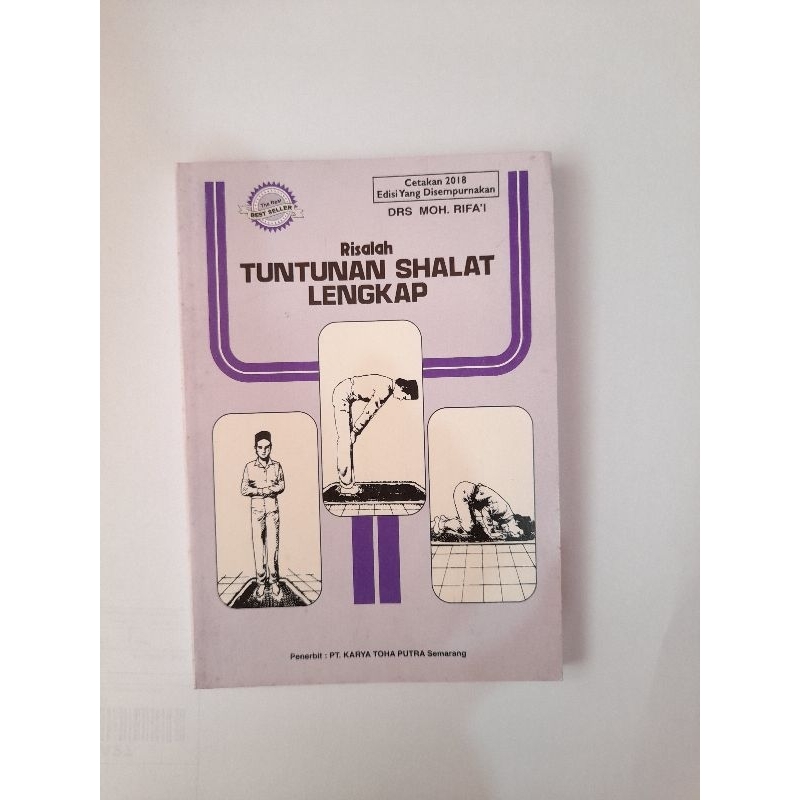 The Real
BEST SELLER
Cetakan 2018
Edisi Yang Disempurnakan
DRS MOH. RIFA'I
Risalah
TUNTUNAN SHALAT
LENGKAP
Penerbit : PT. KARYA TOHA PUTRA Semarang